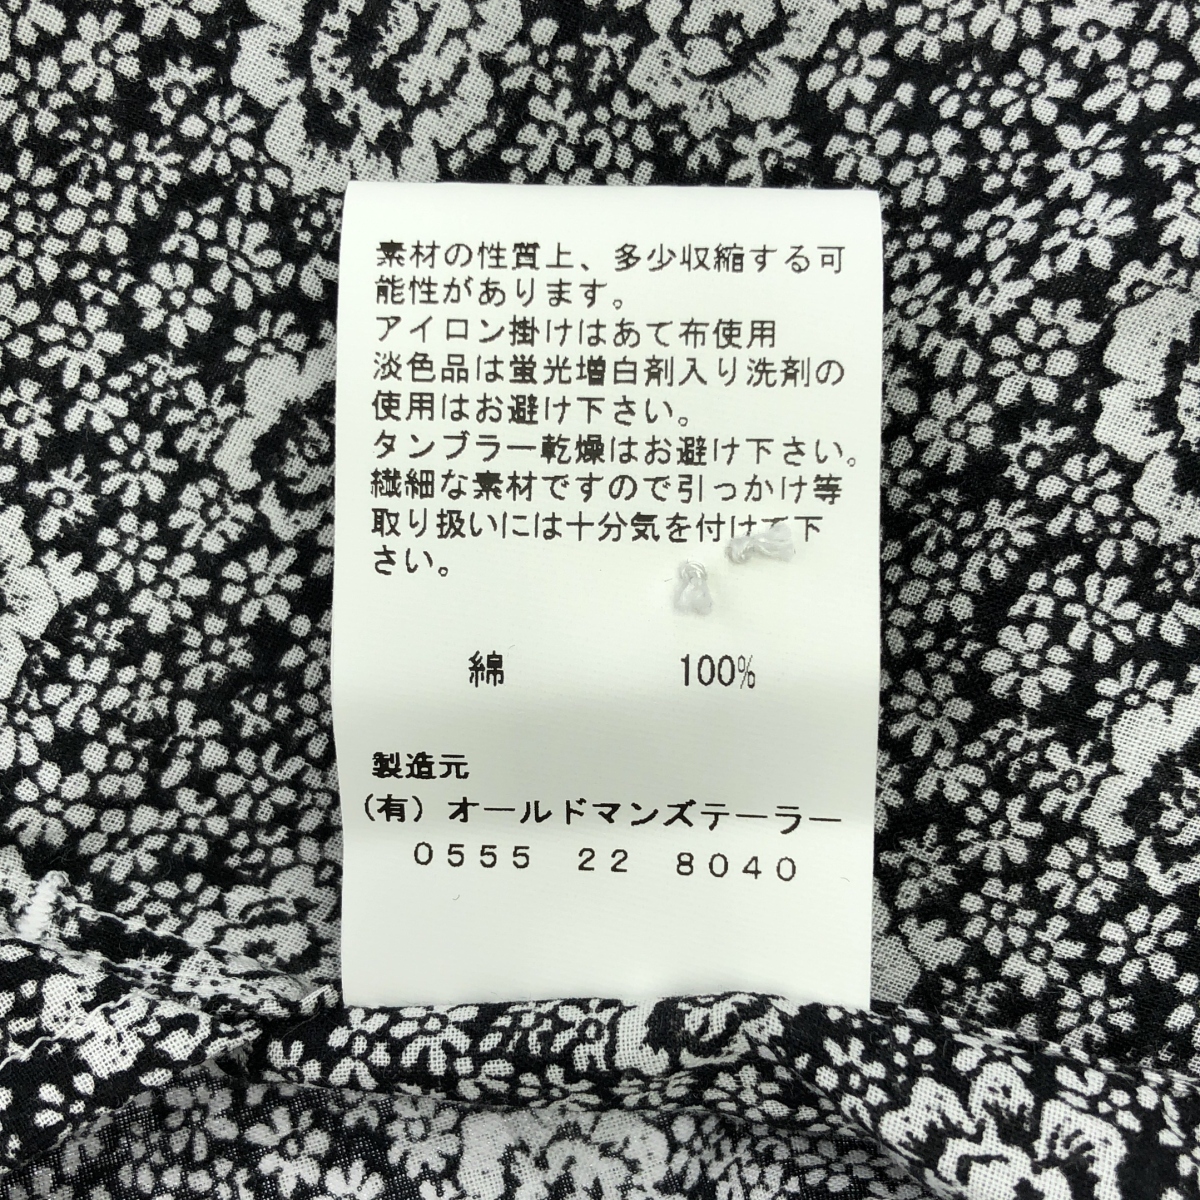 素材の性質上、多少収縮する可
能性があります。
アイロン掛けはあて布使用
淡色品は蛍光増白剤入り洗剤の
使用はお避け下さい。
タンブラー乾燥はお避け下さい。
繊細な素材ですので引っかけ等
取り扱いには十分気を付けて下
さい。
綿 100%
製造元
(有) オールドマンズテーラー
0555 22 8040